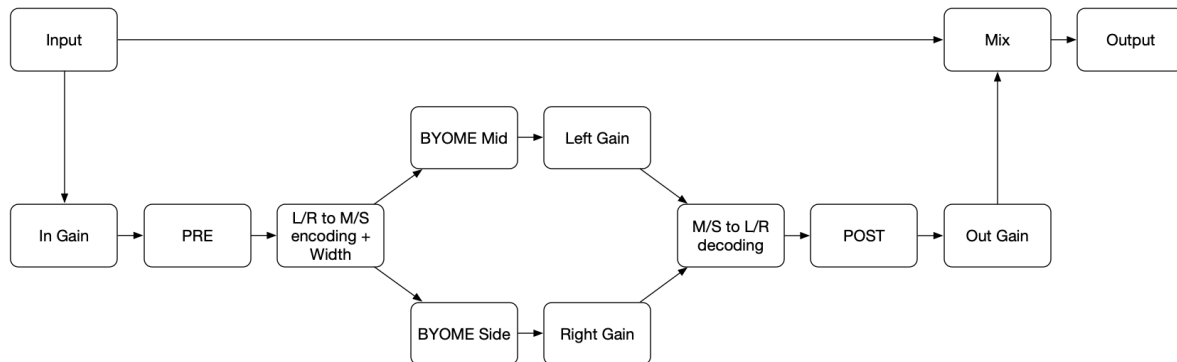 Input
Mix
Output
BYOME Mid
Left Gain
In Gain
PRE
L/R to M/S
encoding +
Width
M/S to L/R
decoding
POST
Out Gain
BYOME Side
Right Gain